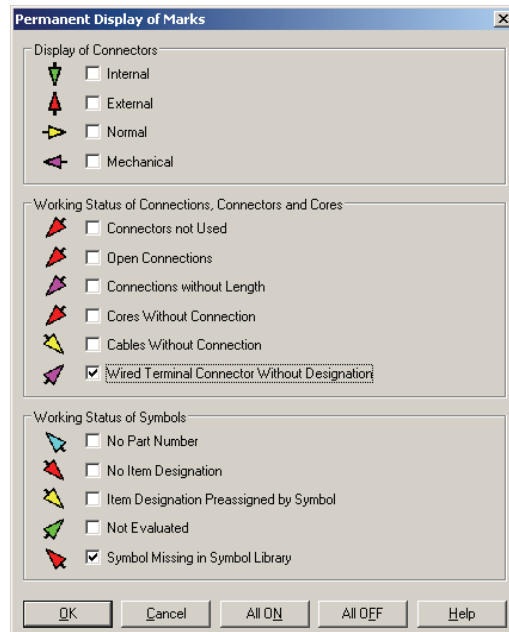 Permanent Display of Marks
Display of Connectors
Internal
External
Normal
Mechanical
Working Status of Connections, Connectors and Cores
Connectors not Used
Open Connections
Connections without Length
Cores Without Connection
Cables Without Connection
Wired Terminal Connector Without Designation
Working Status of Symbols
No Part Number
No Item Designation
Item Designation Preassigned by Symbol
Not Evaluated
Symbol Missing in Symbol Library
OK Cancel All ON All OFF Help